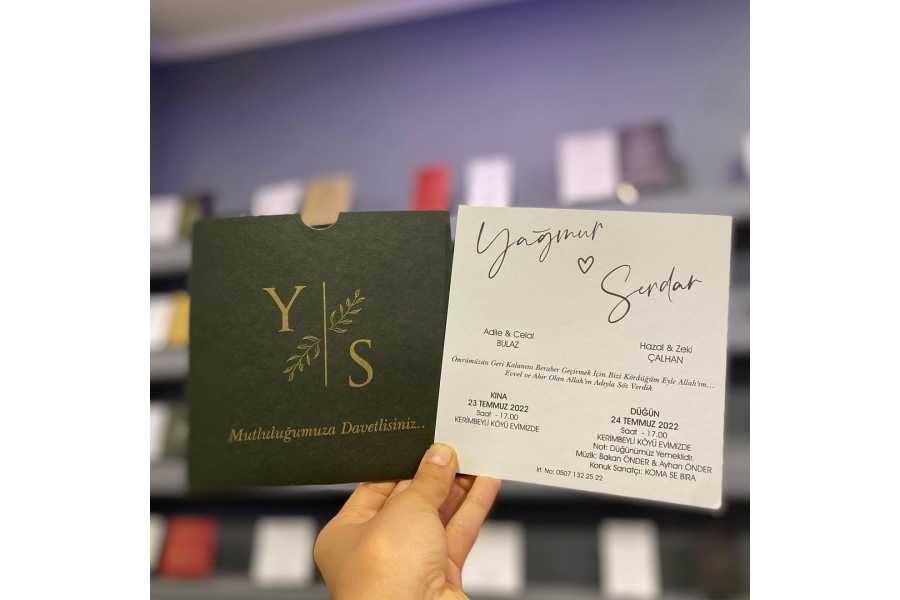 Y
S
Mutluluğumuza Davetlisiniz..
Yağmur
Serdar
Adile & Celal
BULAZ
Hazal & Zeki
ÇALHAN
Ömrümüzün Geri Kalanını Beraber Geçirmek İçin Bizi Kördüğüm Eyle Allah'ım...
Evvel ve Ahir Olan Allah'ın Adıyla Söz Verdik
KINA
23 TEMMUZ 2022
Saat - 17.00
KERİMBEYLİ KÖYÜ EVİMİZDE
DÜĞÜN
24 TEMMUZ 2022
Saat - 17.00
KERİMBEYLİ KÖYÜ EVİMİZDE
Not: Düğünümüz Yemeklidir.
Müzik: Bakan ÖNDER & Ayhan ÖNDER
Konuk Sanatçı: KOMA SE BIRA
İrt. No: 0507 132 25 22